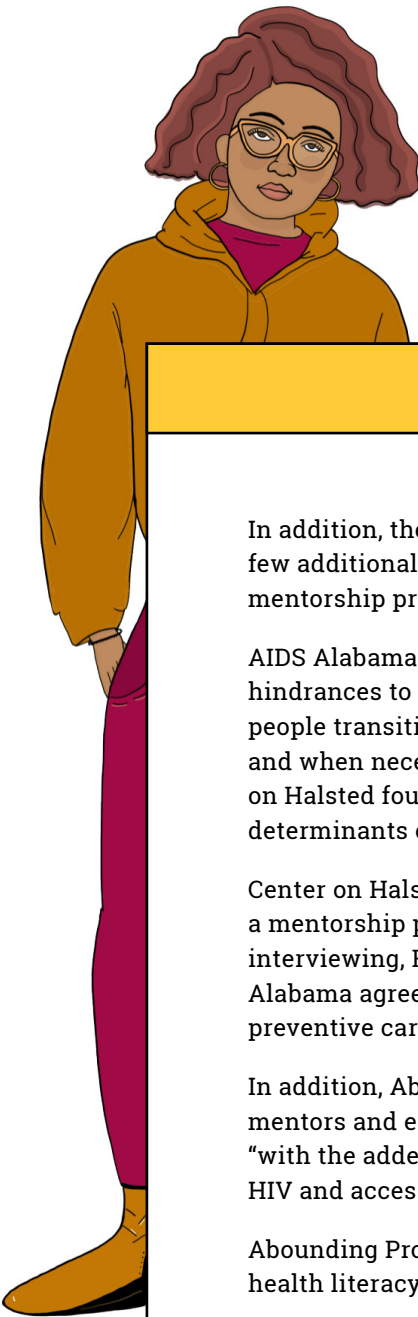 In addition, the
few additional
mentorship pr
AIDS Alabama
hindrances to
people transiti
and when nece
on Halsted fou
determinants
Center on Hals
a mentorship p
interviewing,
Alabama agree
preventive car
In addition, Ab
mentors and e
“with the adde
HIV and acces
Abounding Pro
health literacy